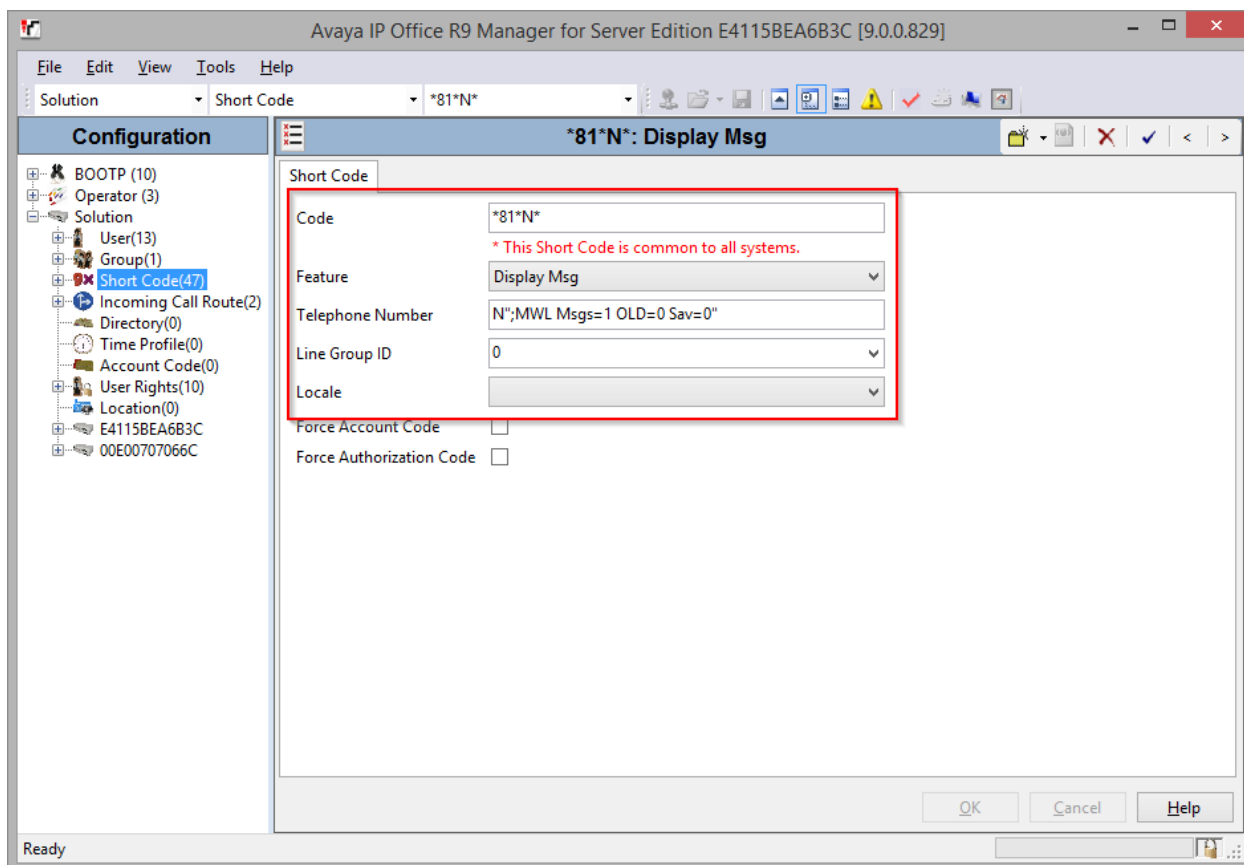 Avaya IP Office R9 Manager for Server Edition E4115BEA6B3C [9.0.0.829]
File Edit View Tools Help
Solution Short Code *81*N*
Configuration
BOOTP (10)
Operator (3)
Solution
User(13)
Group(1)
Short Code(47)
Incoming Call Route(2)
Directory(0)
Time Profile(0)
Account Code(0)
User Rights(10)
Location(0)
E4115BEA6B3C
00E00707066C
*81*N*: Display Msg
Short Code
Code *81*N*
* This Short Code is common to all systems.
Feature Display Msg
Telephone Number N";MWL Msgs=1 OLD=0 Sav=0"
Line Group ID 0
Locale
Force Account Code
Force Authorization Code
OK Cancel Help
Ready